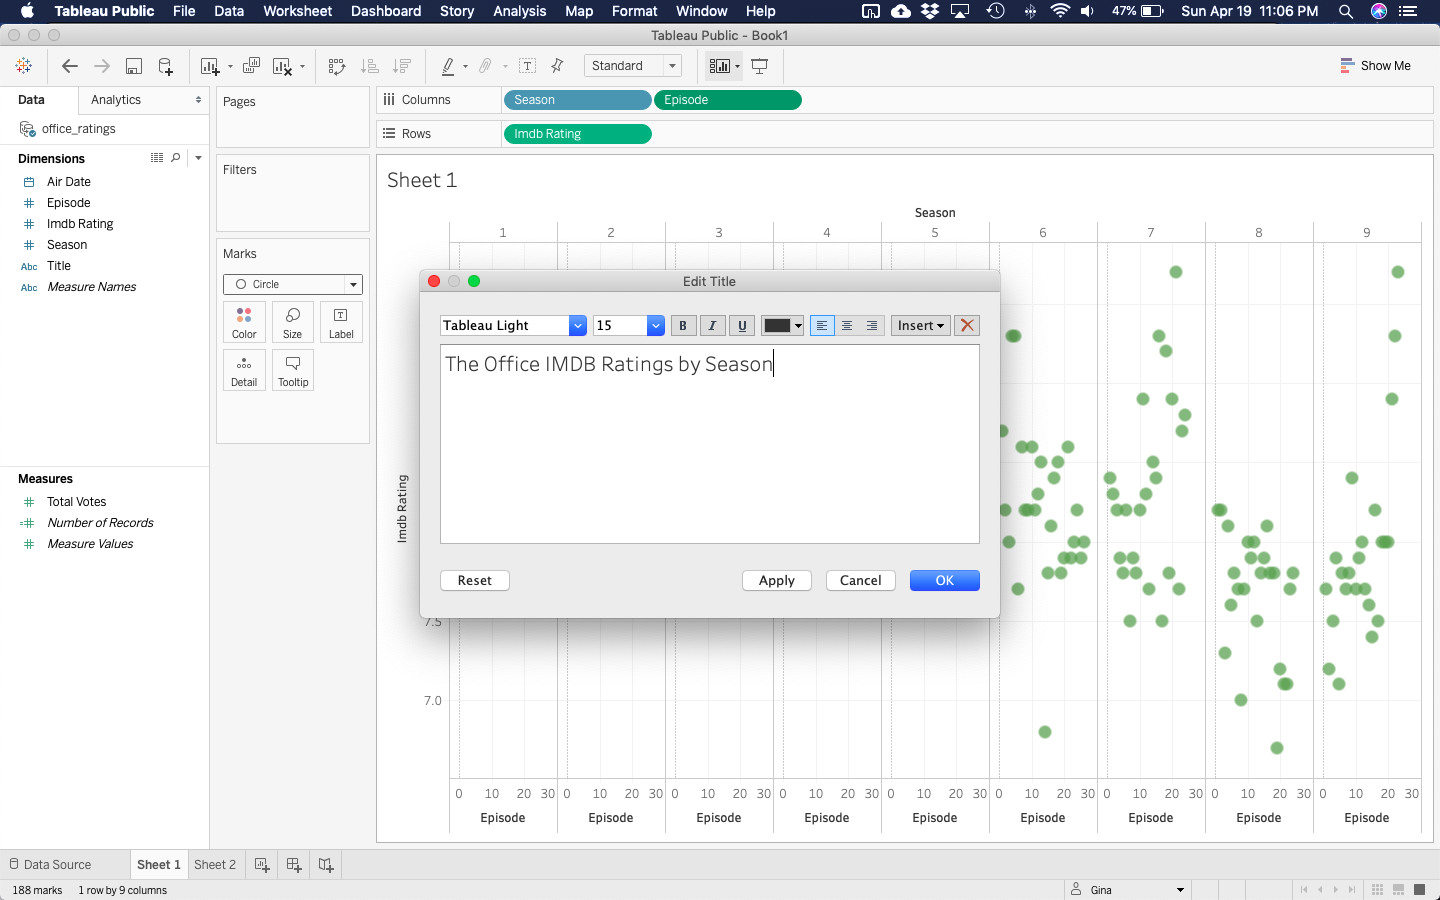 Tableau Public File Data Worksheet Dashboard Story Analysis Map Format Window Help 47% Sun Apr 19 11:06 PM
Tableau Public - Book1
Standard Show Me
Data Analytics
office_ratings
Dimensions
Air Date
Episode
Imdb Rating
Season
Abc Title
Abc Measure Names
Measures
Total Votes
Number of Records
Measure Values
Pages
Filters
Marks
Circle
Color Size Label
Detail Tooltip
Columns Season Episode
Rows Imdb Rating
Sheet 1
Season
1 2 3 4 5 6 7 8 9
Imdb Rating
Edit Title
Tableau Light 15 B I U Insert
The Office IMDB Ratings by Season
Reset Apply Cancel OK
7.5
7.0
0 10 20 30 0 10 20 30 0 10 20 30 0 10 20 30 0 10 20 30 0 10 20 30 0 10 20 30 0 10 20 30 0 10 20 30
Episode Episode Episode Episode Episode Episode Episode Episode Episode
Data Source Sheet 1 Sheet 2
188 marks 1 row by 9 columns Gina